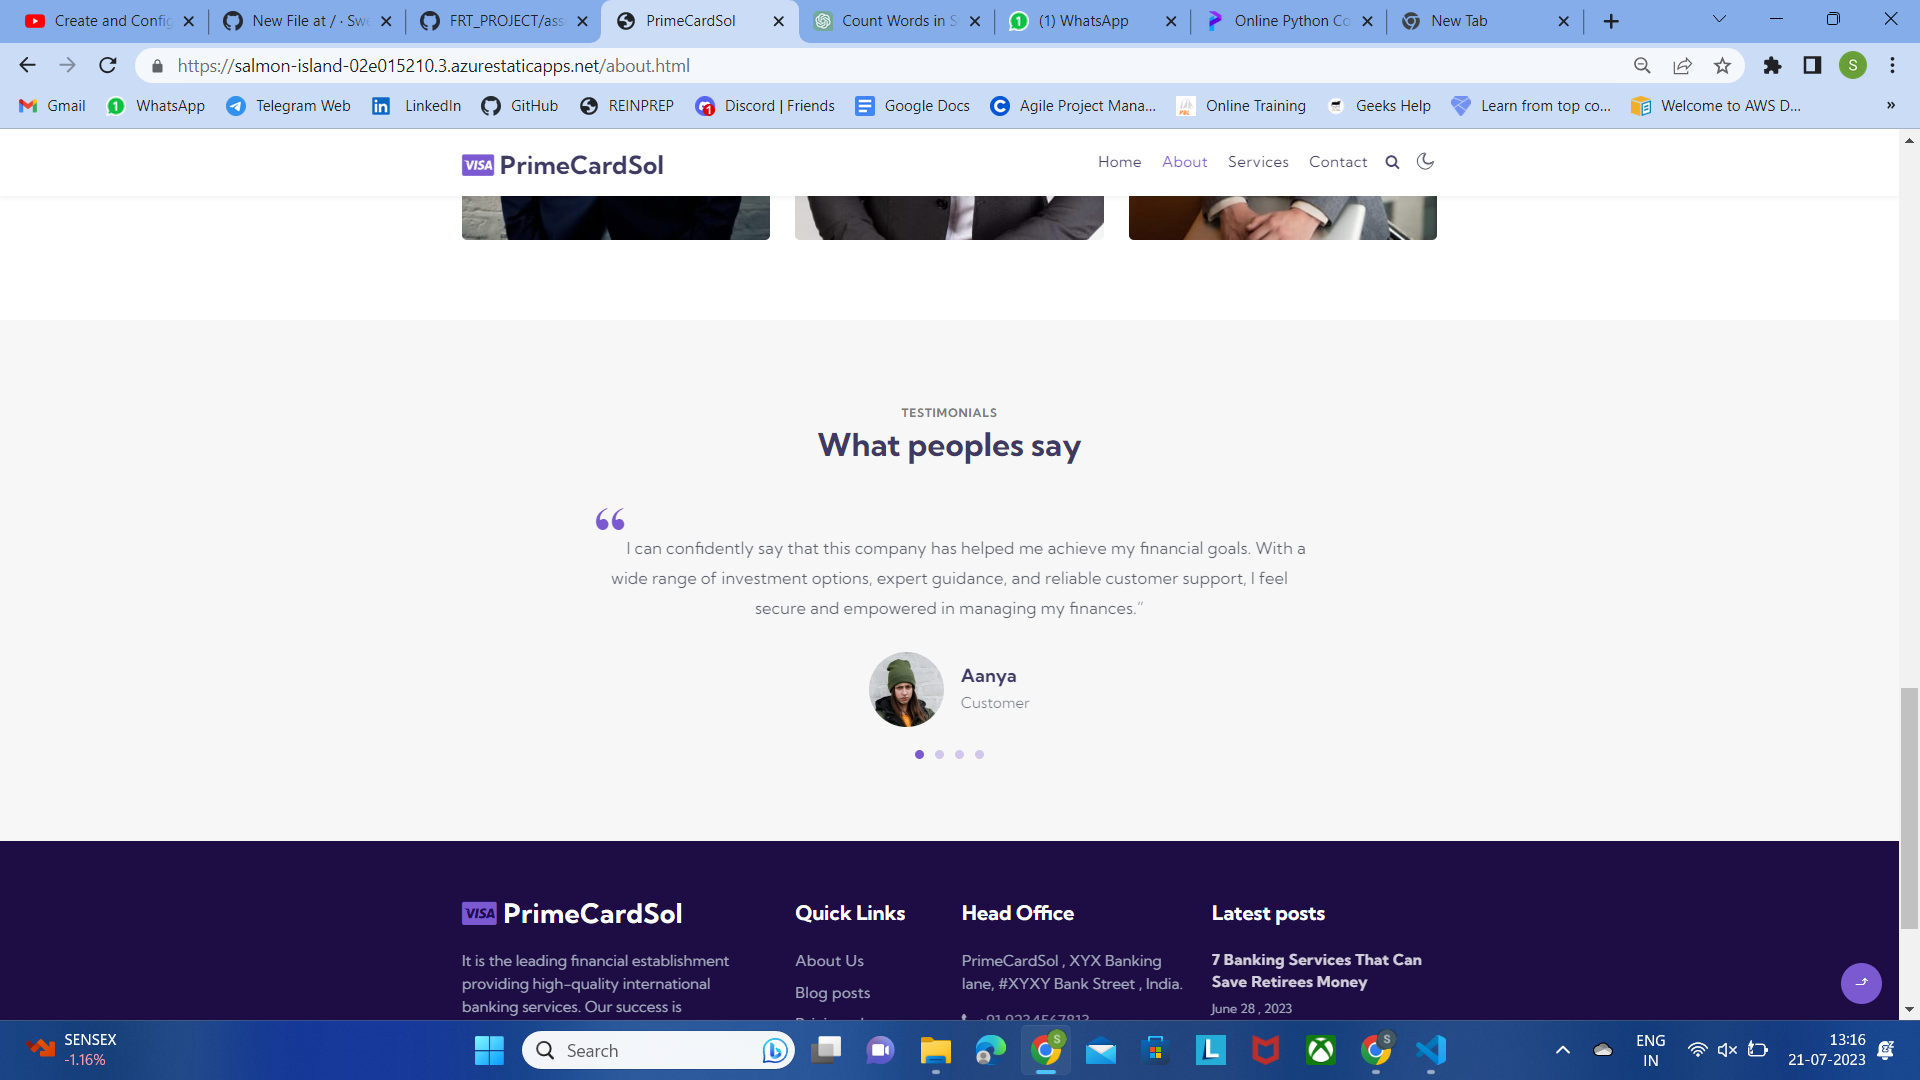 Create and Config
New File at / · Swe
FRT_PROJECT/ass
PrimeCardSol
Count Words in S
(1) WhatsApp
Online Python Co
New Tab
https://salmon-island-02e015210.3.azurestaticapps.net/about.html
S
Gmail
WhatsApp
Telegram Web
LinkedIn
GitHub
REINPREP
Discord | Friends
Google Docs
Agile Project Mana...
Online Training
Geeks Help
Learn from top co...
Welcome to AWS D...
»
VISA PrimeCardSol
Home About Services Contact
TESTIMONIALS
What peoples say
“
I can confidently say that this company has helped me achieve my financial goals. With a
wide range of investment options, expert guidance, and reliable customer support, I feel
secure and empowered in managing my finances.”
Aanya
Customer
VISA PrimeCardSol
It is the leading financial establishment
providing high-quality international
banking services. Our success is
Quick Links
About Us
Blog posts
Head Office
PrimeCardSol , XYX Banking
lane, #XYXY Bank Street , India.
+91 9234567813
Latest posts
7 Banking Services That Can
Save Retirees Money
June 28 , 2023
SENSEX
-1.16%
Search
ENG
IN
13:16
21-07-2023